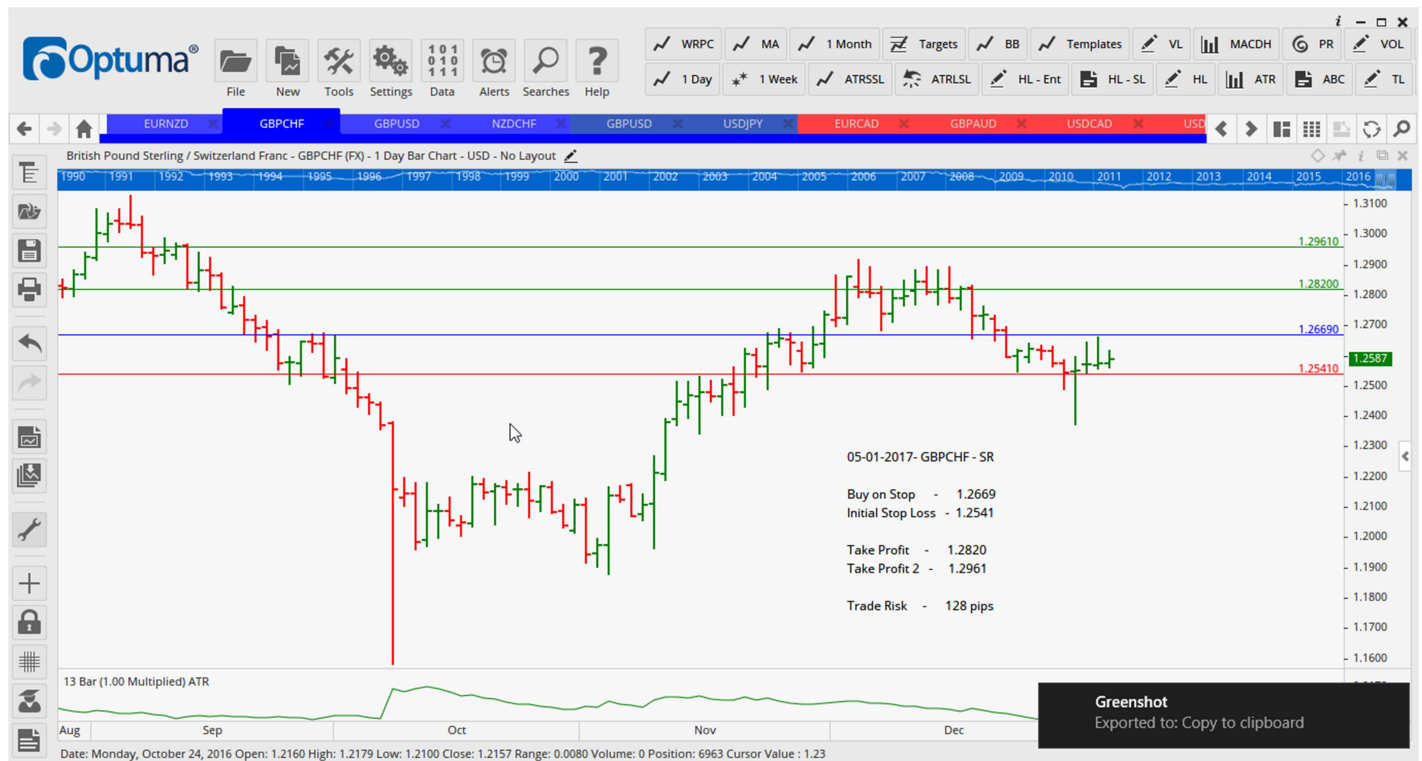 i
Optuma®
File
New
Tools
Settings
101
010
111
Data
Alerts
Searches
?
Help
WRPC MA 1 Month Targets BB Templates VL MACDH PR VOL
1 Day 1 Week ATRSSL ATRLSL HL - Ent HL - SL HL ATR ABC TL
EURNZD GBPCHF GBPUSD NZDCHF GBPUSD USDJPY EURCAD GBPAUD USDCAD USD
British Pound Sterling / Switzerland Franc - GBPCHF (FX) - 1 Day Bar Chart - USD - No Layout
1990 1991 1992 1993 1994 1995 1996 1997 1998 1999 2000 2001 2002 2003 2004 2005 2006 2007 2008 2009 2010 2011 2012 2013 2014 2015 2016
1.3100
1.3000
1.29610
1.2900
1.28200
1.2800
1.2700
1.26690
1.2587
1.25410
1.2500
1.2400
1.2300
1.2200
1.2100
1.2000
1.1900
1.1800
1.1700
1.1600
05-01-2017- GBPCHF - SR
Buy on Stop - 1.2669
Initial Stop Loss - 1.2541
Take Profit - 1.2820
Take Profit 2 - 1.2961
Trade Risk - 128 pips
13 Bar (1.00 Multiplied) ATR
Greenshot
Exported to: Copy to clipboard
Aug Sep Oct Nov Dec
Date: Monday, October 24, 2016 Open: 1.2160 High: 1.2179 Low: 1.2100 Close: 1.2157 Range: 0.0080 Volume: 0 Position: 6963 Cursor Value : 1.23